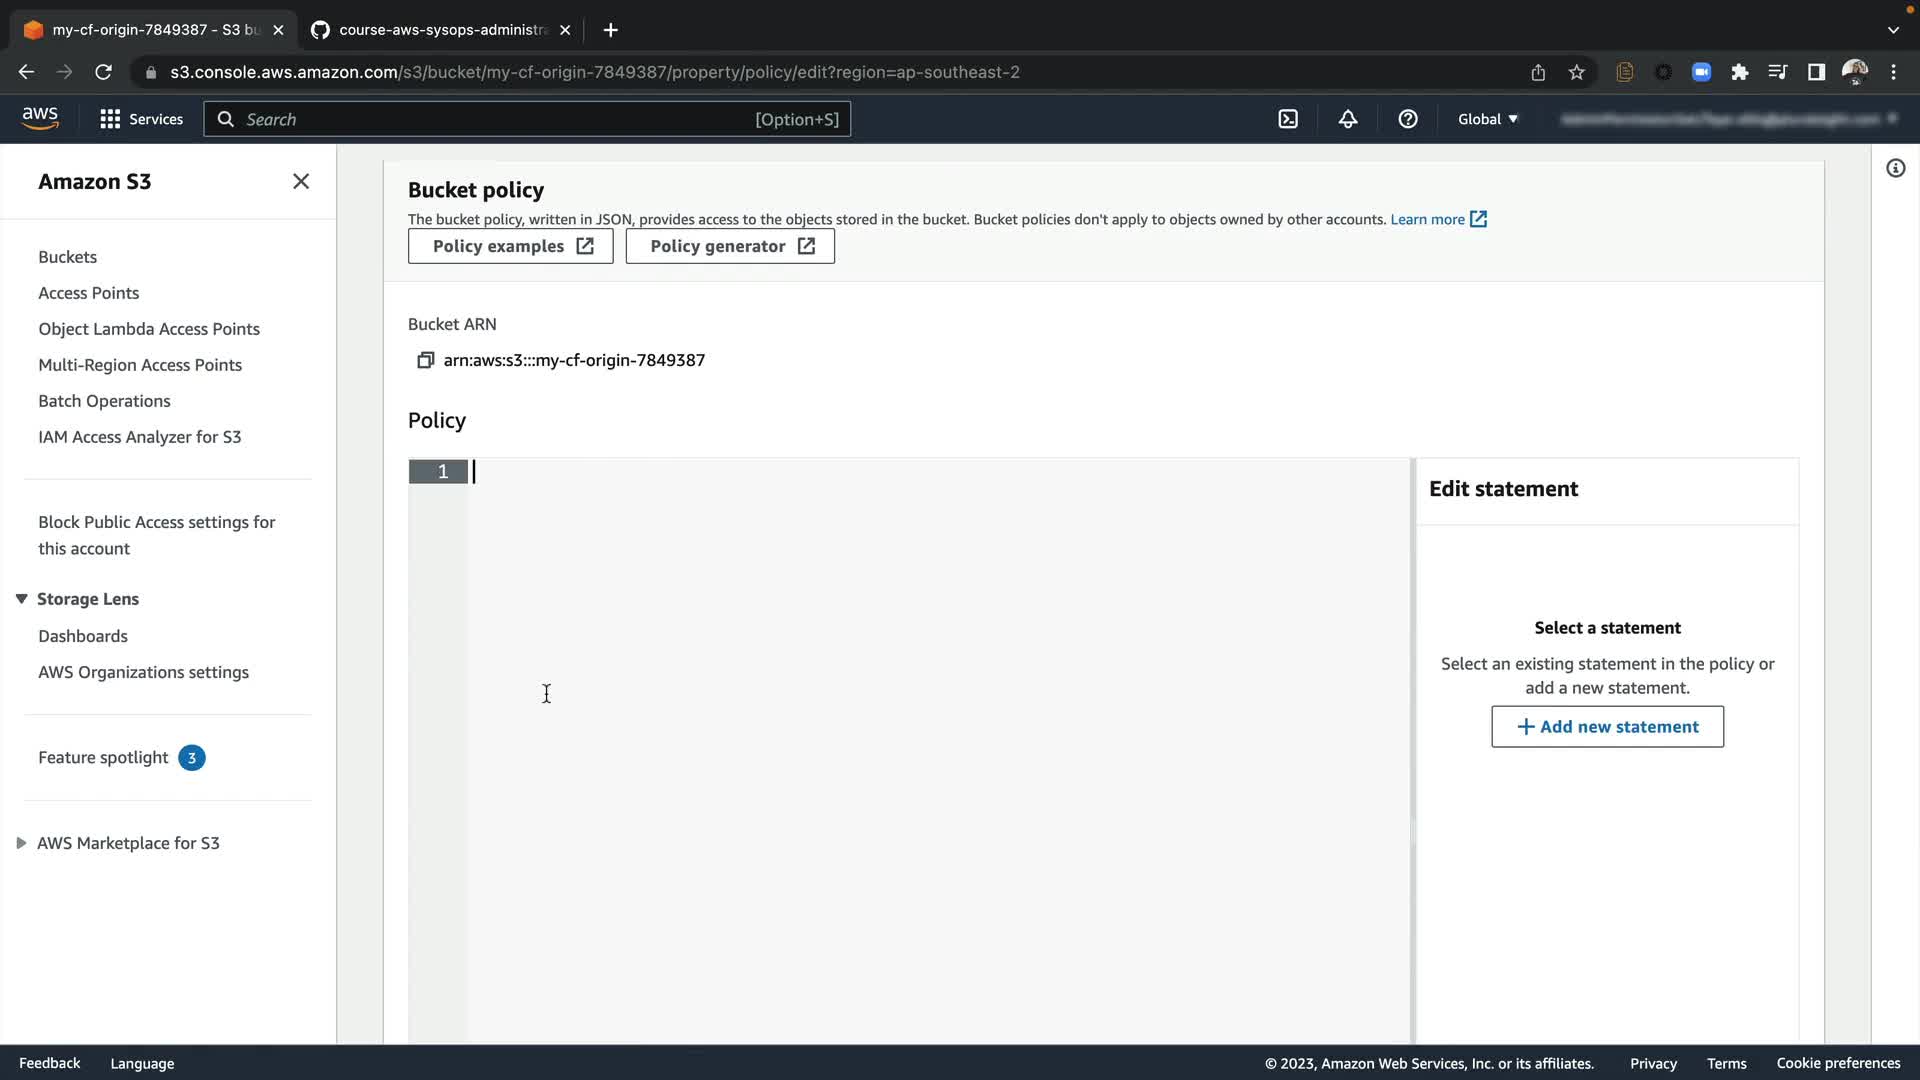 my-cf-origin-7849387 - S3 bu
course-aws-sysops-administra
s3.console.aws.amazon.com/s3/bucket/my-cf-origin-7849387/property/policy/edit?region=ap-southeast-2
aws
Services
Search
[Option+S]
Global
Amazon S3
Buckets
Access Points
Object Lambda Access Points
Multi-Region Access Points
Batch Operations
IAM Access Analyzer for S3
Block Public Access settings for
this account
Storage Lens
Dashboards
AWS Organizations settings
Feature spotlight 3
AWS Marketplace for S3
Bucket policy
The bucket policy, written in JSON, provides access to the objects stored in the bucket. Bucket policies don't apply to objects owned by other accounts. Learn more
Policy examples
Policy generator
Bucket ARN
arn:aws:s3:::my-cf-origin-7849387
Policy
1
Edit statement
Select a statement
Select an existing statement in the policy or
add a new statement.
+ Add new statement
Feedback
Language
© 2023, Amazon Web Services, Inc. or its affiliates.
Privacy
Terms
Cookie preferences